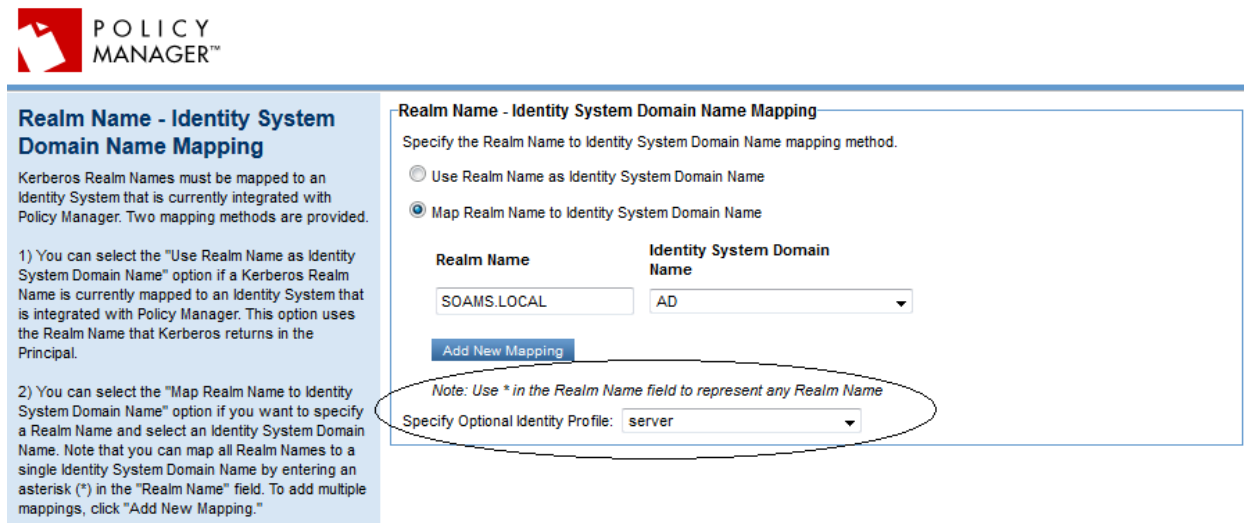 POLICY
MANAGER™
Realm Name - Identity System
Domain Name Mapping
Kerberos Realm Names must be mapped to an
Identity System that is currently integrated with
Policy Manager. Two mapping methods are provided.
1) You can select the "Use Realm Name as Identity
System Domain Name" option if a Kerberos Realm
Name is currently mapped to an Identity System that
is integrated with Policy Manager. This option uses
the Realm Name that Kerberos returns in the
Principal.
2) You can select the "Map Realm Name to Identity
System Domain Name" option if you want to specify
a Realm Name and select an Identity System Domain
Name. Note that you can map all Realm Names to a
single Identity System Domain Name by entering an
asterisk (*) in the "Realm Name" field. To add multiple
mappings, click "Add New Mapping."
Realm Name - Identity System Domain Name Mapping
Specify the Realm Name to Identity System Domain Name mapping method.
Use Realm Name as Identity System Domain Name
Map Realm Name to Identity System Domain Name
Realm Name
Identity System Domain
Name
SOAMS.LOCAL
AD
Add New Mapping
Note: Use * in the Realm Name field to represent any Realm Name
Specify Optional Identity Profile: server